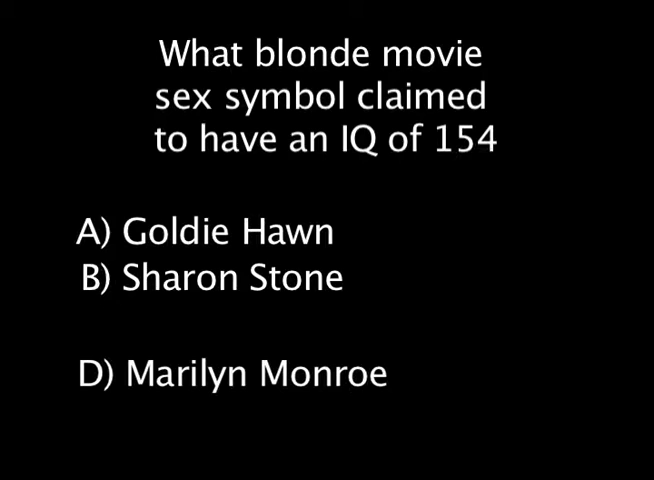 What blonde movie
sex symbol claimed
to have an IQ of 154
A) Goldie Hawn
B) Sharon Stone
D) Marilyn Monroe